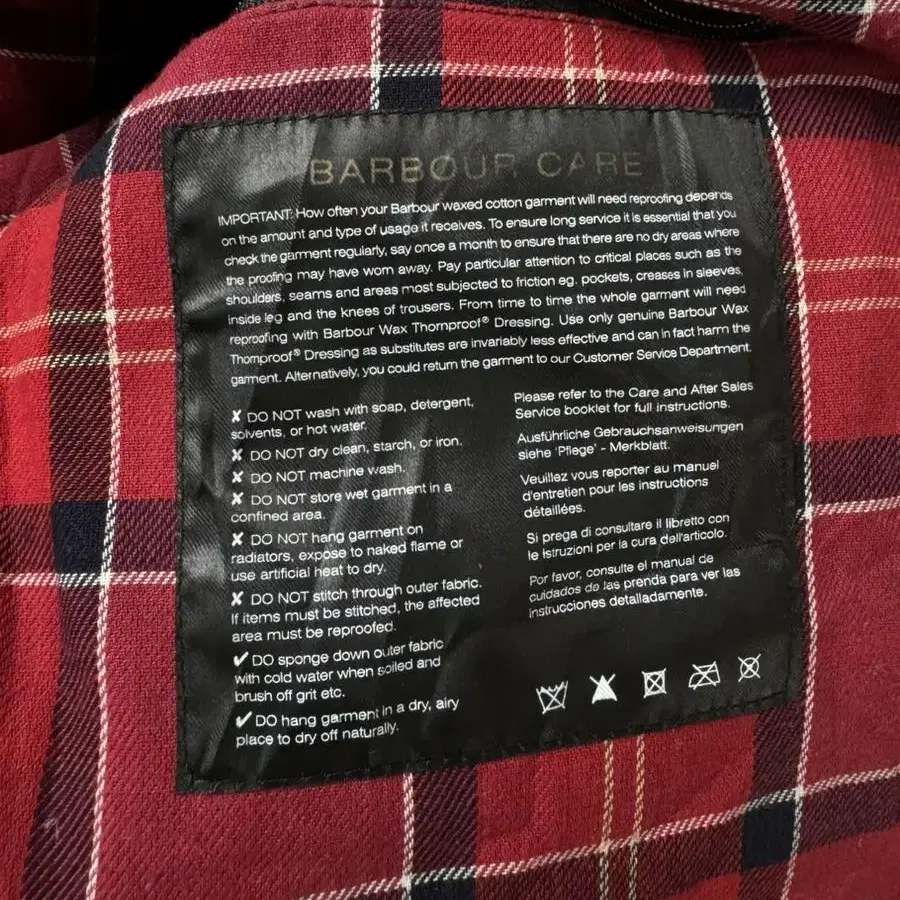 BARBOUR CARE
IMPORTANT: How often your Barbour waxed cotton garment will need reproofing depends
on the amount and type of usage it receives. To ensure long service it is essential that you
check the garment regularly, say once a month to ensure that there are no dry areas where
the proofing may have worn away. Pay particular attention to critical places such as the
shoulders, seams and areas most subjected to friction eg. pockets, creases in sleeves,
inside leg and the knees of trousers. From time to time the whole garment will need
reproofing with Barbour Wax Thornproof® Dressing. Use only genuine Barbour Wax
Thornproof® Dressing as substitutes are invariably less effective and can in fact harm the
garment. Alternatively, you could return the garment to our Customer Service Department.
✘ DO NOT wash with soap, detergent,
solvents, or hot water.
✘ DO NOT dry clean, starch, or iron.
✘ DO NOT machine wash.
✘ DO NOT store wet garment in a
confined area.
✘ DO NOT hang garment on
radiators, expose to naked flame or
use artificial heat to dry.
✘ DO NOT stitch through outer fabric.
If items must be stitched, the affected
area must be reproofed.
✔ DO sponge down outer fabric
with cold water when soiled and
brush off grit etc.
✔ DO hang garment in a dry, airy
place to dry off naturally.
Please refer to the Care and After Sales
Service booklet for full instructions.
Ausführliche Gebrauchsanweisungen
siehe 'Pflege' - Merkblatt.
Veuillez vous reporter au manuel
d'entretien pour les instructions
détaillées.
Si prega di consultare il libretto con
le istruzioni per la cura dell'articolo.
Por favor, consulte el manual de
cuidados de las prenda para ver las
instrucciones detalladamente.